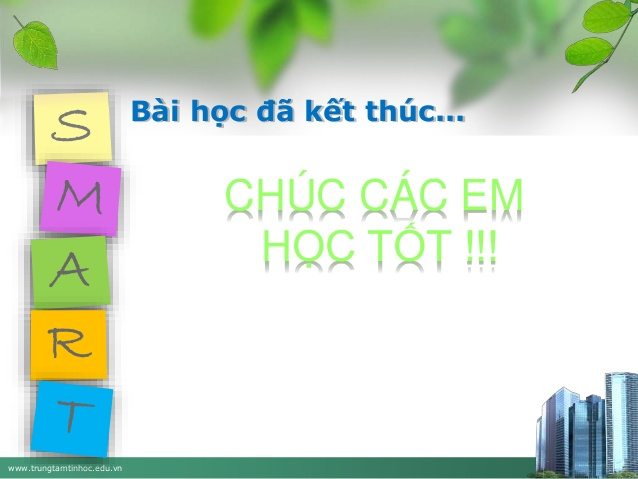 Bài học đã kết thúc...
CHÚC CÁC EM
HỌC TỐT !!!
S
M
A
R
T
www.trungtamtinhoc.edu.vn